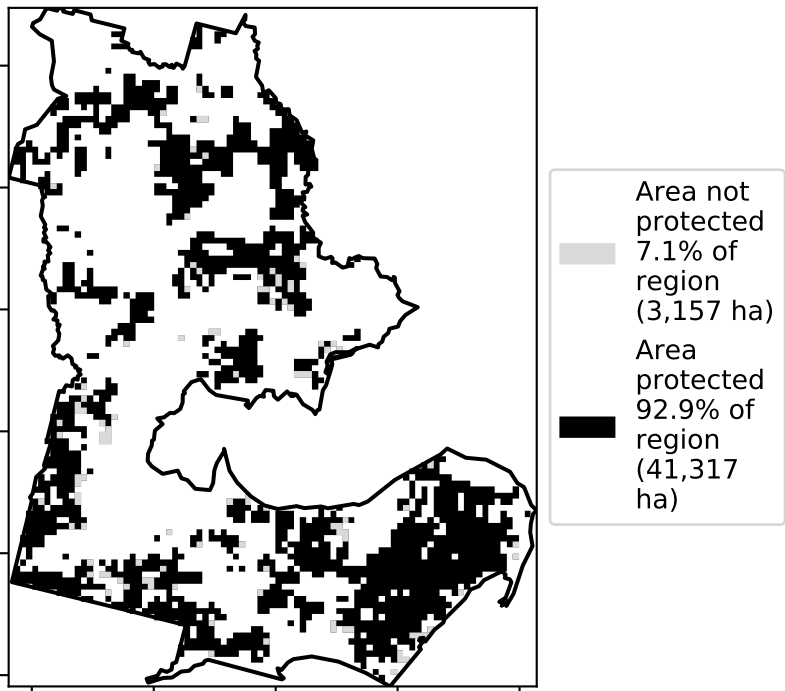 Area not
protected
7.1% of
region
(3,157 ha)
Area
protected
92.9% of
region
(41,317
ha)